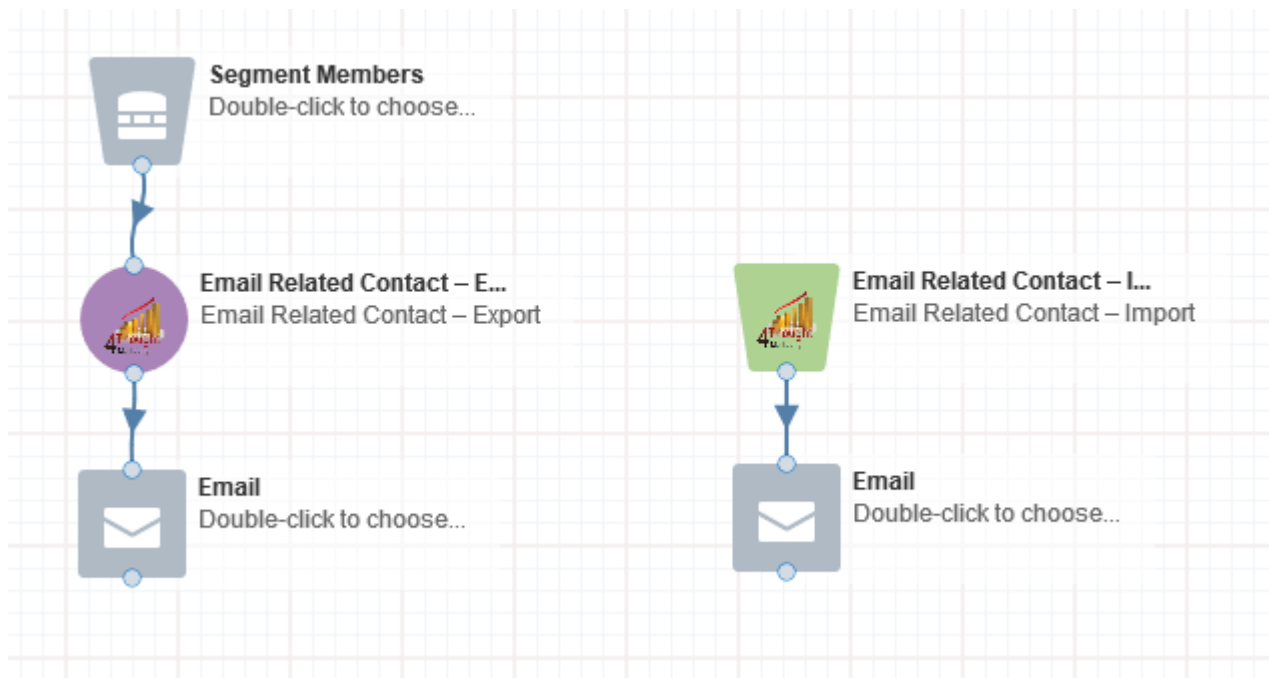 Segment Members
Double-click to choose...
Email Related Contact – E...
Email Related Contact – Export
Email
Double-click to choose...
Email Related Contact – I...
Email Related Contact – Import
Email
Double-click to choose...